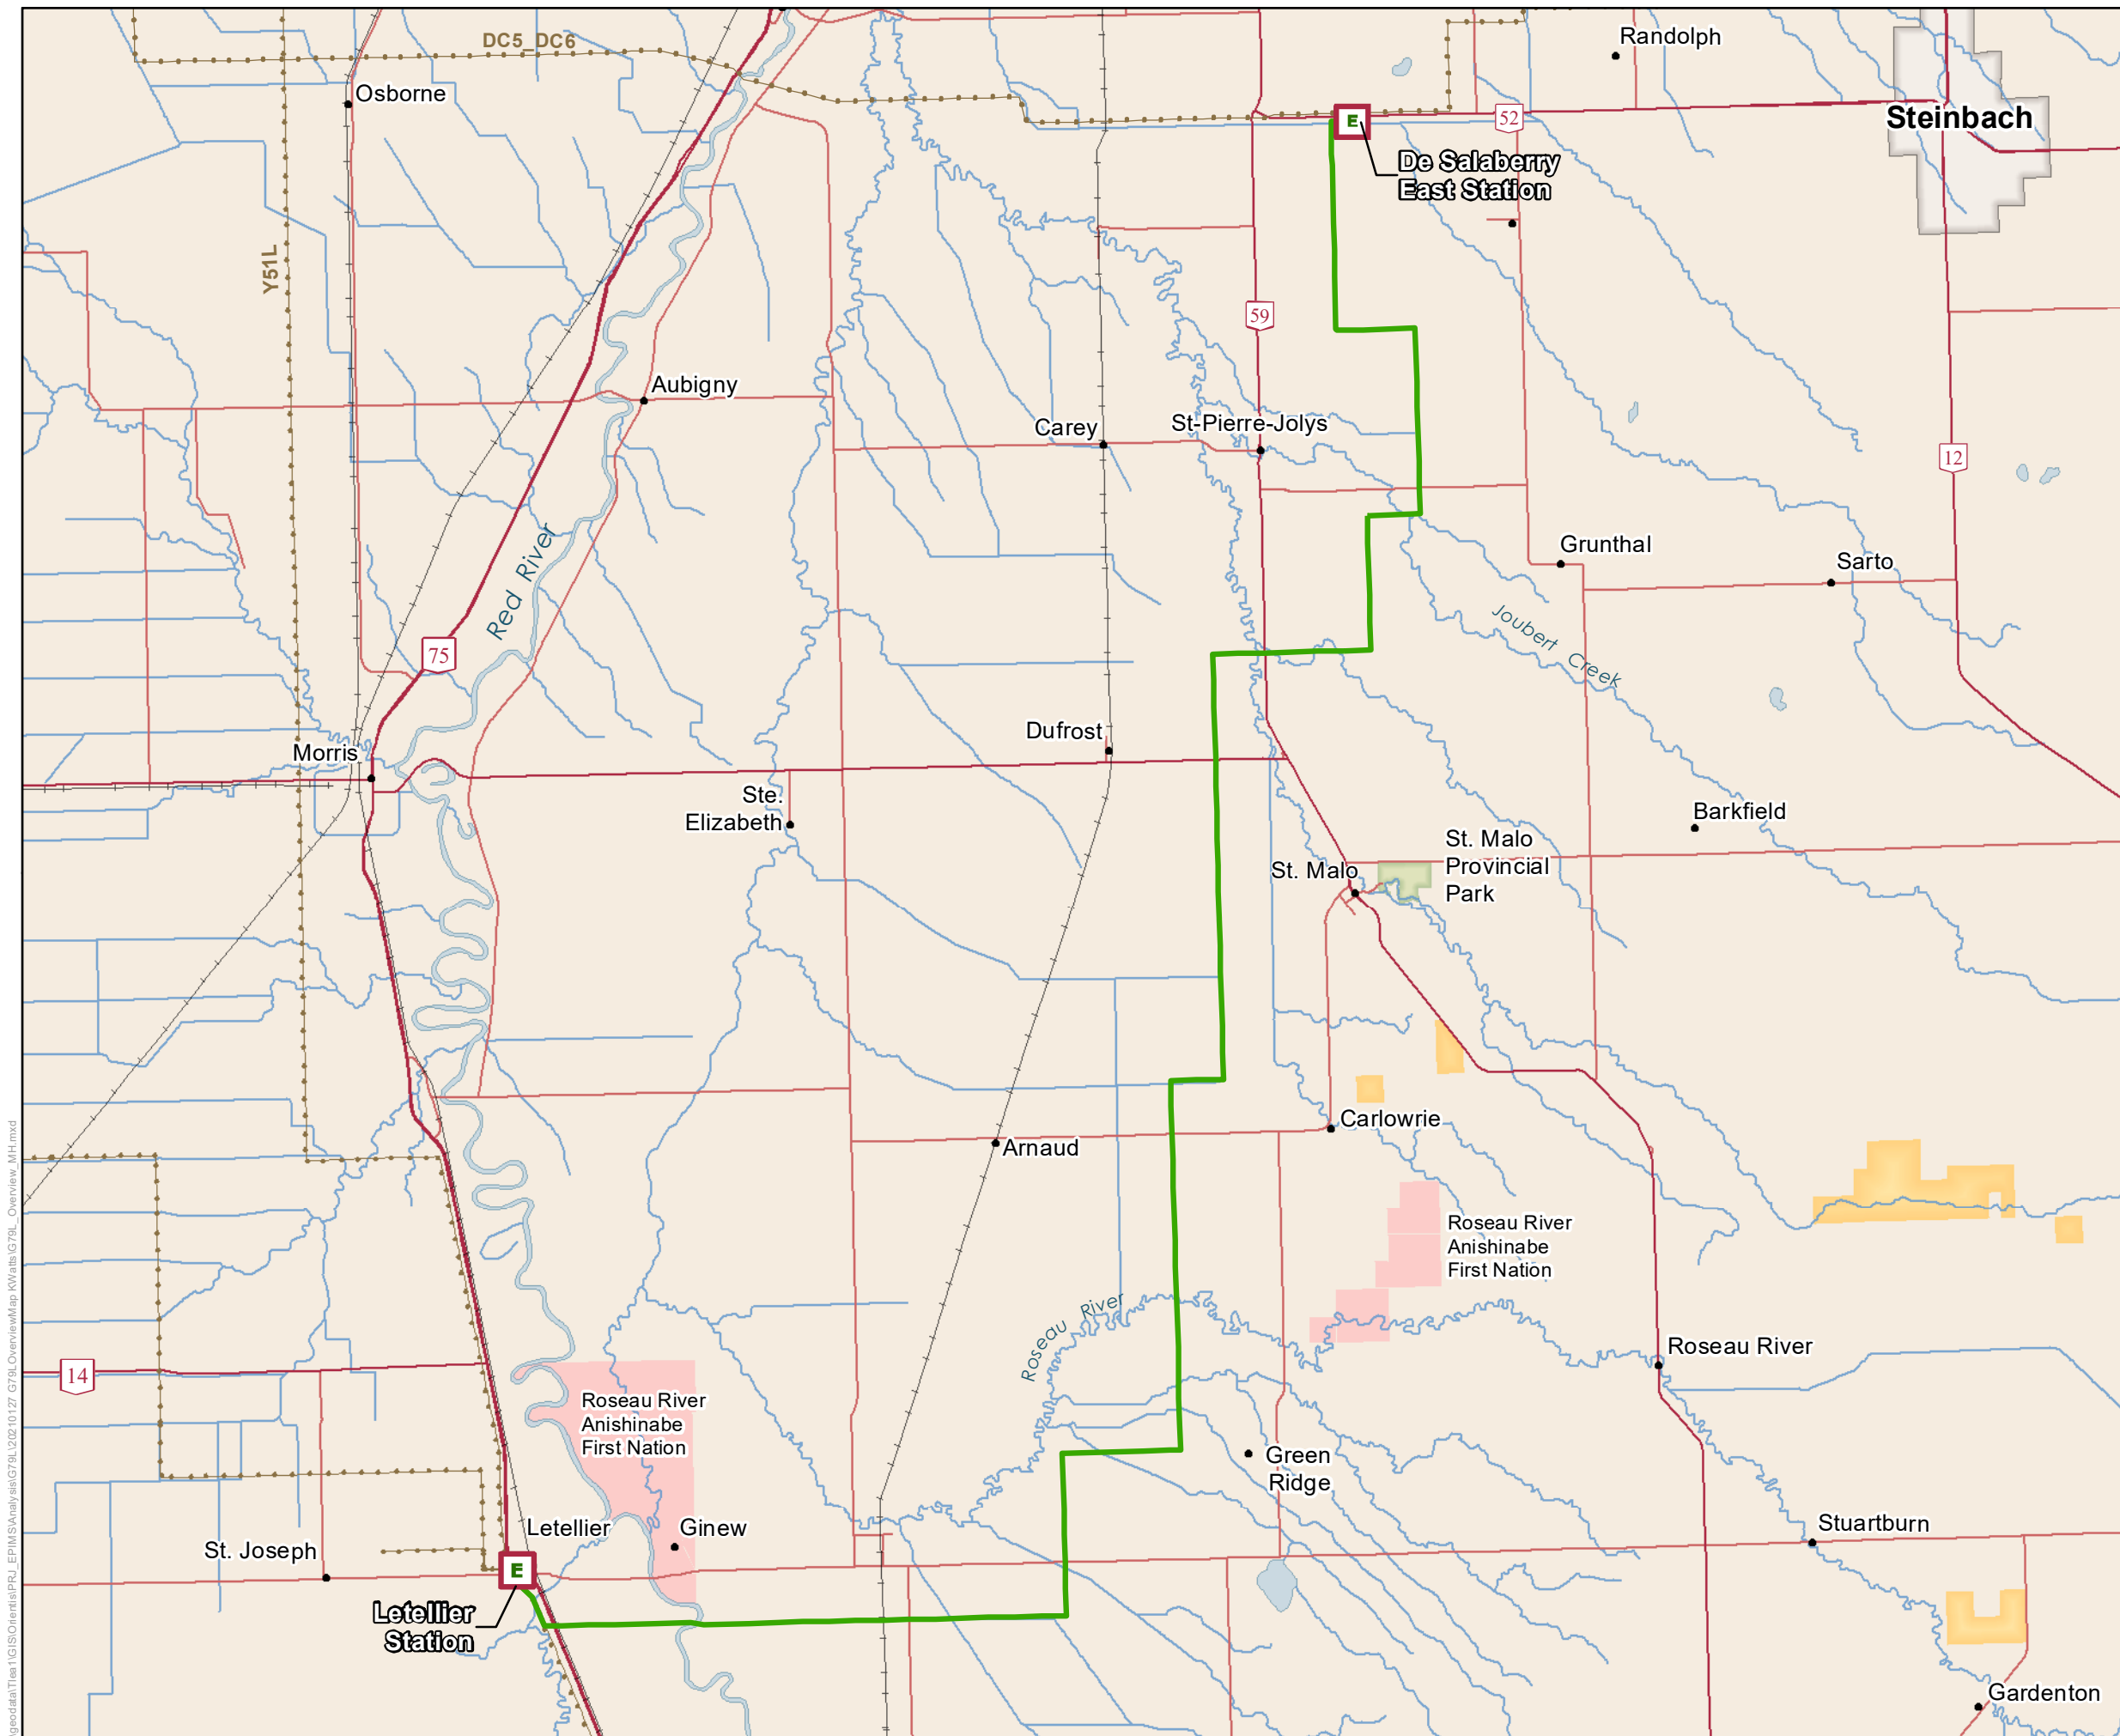 DC5_DC6
Randolph
Osborne
52
Steinbach
E
De Salaberry
East Station
Y51L
59
Aubigny
Carey
St-Pierre-Jolys
12
Red River
Grunthal
Sarto
Joubert Creek
75
Morris
Dufrost
Ste.
Elizabeth
Barkfield
St. Malo
St. Malo
Provincial
Park
Carlowrie
Arnaud
Roseau River
Anishinabe
First Nation
Roseau River
Roseau River
14
Roseau River
Anishinabe
First Nation
Green
Ridge
Letellier
Ginew
Stuartburn
St. Joseph
E
Letellier
Station
Gardenton